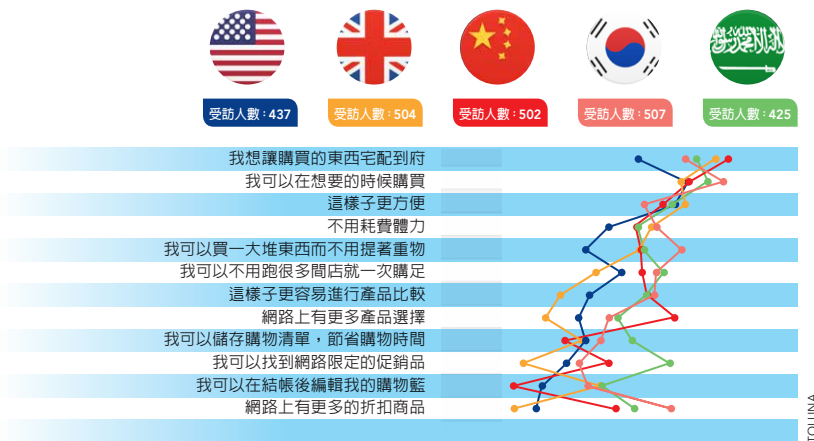 受訪人數:437
受訪人數:504
受訪人數:502
受訪人數:507
受訪人數:425
我想讓購買的東西宅配到府
我可以在想要的時候購買
這樣子更方便
不用耗費體力
我可以買一大堆東西而不用提著重物
我可以不用跑很多間店就一次購足
這樣子更容易進行產品比較
網路上有更多產品選擇
我可以儲存購物清單,節省購物時間
我可以找到網路限定的促銷品
我可以在結帳後編輯我的購物籃
網路上有更多的折扣商品